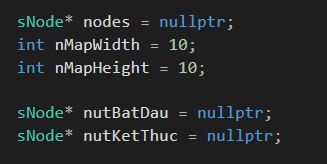 sNode* nodes = nullptr;
int nMapWidth = 10;
int nMapHeight = 10;
sNode* nutBatDau = nullptr;
sNode* nutKetThuc = nullptr;